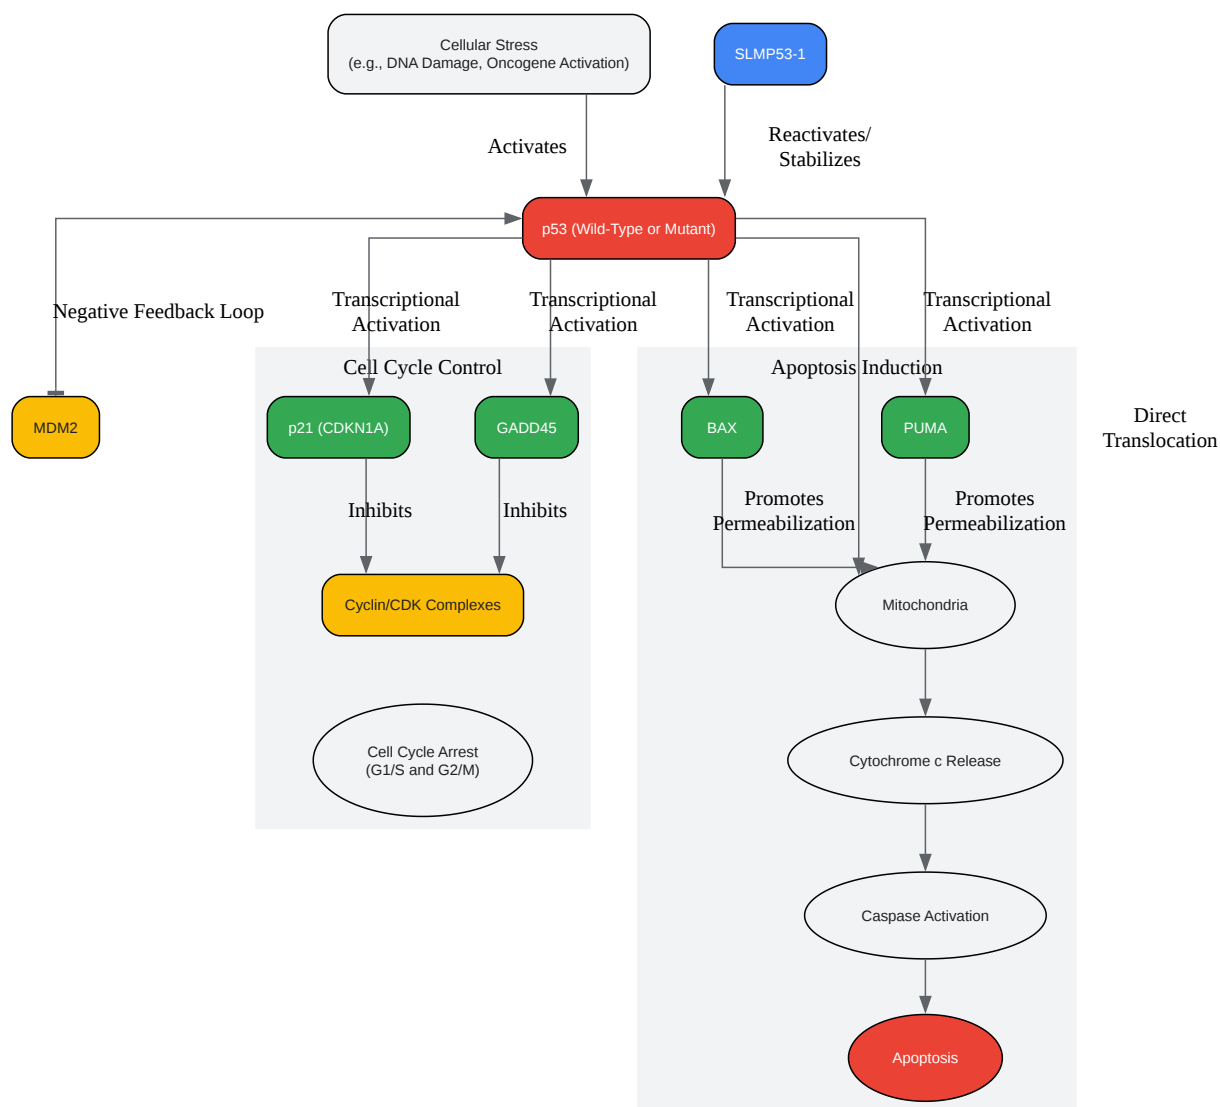 Cellular Stress
(e.g., DNA Damage, Oncogene Activation)
SLMP53-1
Activates
Reactivates/
Stabilizes
p53 (Wild-Type or Mutant)
Negative Feedback Loop
Transcriptional
Activation
Transcriptional
Activation
Transcriptional
Activation
Transcriptional
Activation
Cell Cycle Control
Apoptosis Induction
MDM2
p21 (CDKN1A)
GADD45
BAX
PUMA
Direct
Translocation
Inhibits
Inhibits
Promotes
Permeabilization
Promotes
Permeabilization
Cyclin/CDK Complexes
Mitochondria
Cell Cycle Arrest
(G1/S and G2/M)
Cytochrome c Release
Caspase Activation
Apoptosis